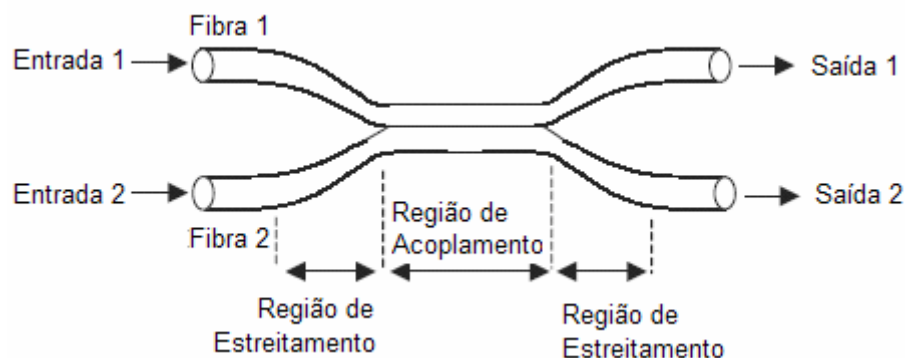 Fibra 1
Entrada 1
Saída 1
Entrada 2
Saída 2
Fibra 2
Região de
Acoplamento
Região de
Estreitamento
Região de
Estreitamento